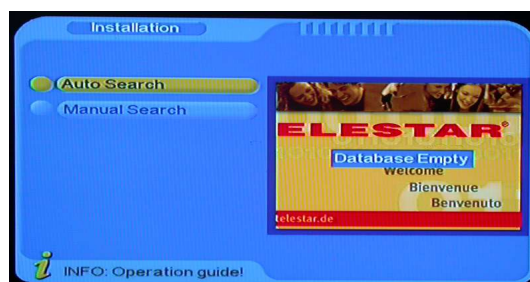 Installation
Auto Search
Manual Search
ELESTAR®
Database Empty
Welcome
Bienvenue
Benvenuto
telestar.de
INFO: Operation guide!